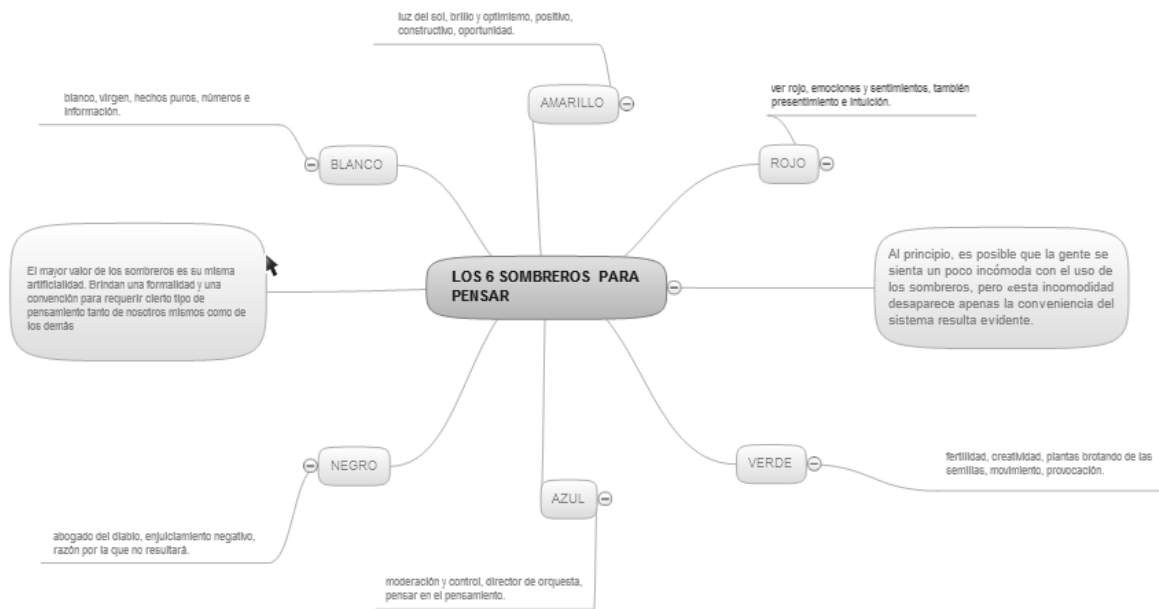 luz del sol, brillo y optimismo, positivo,
constructivo, oportunidad.
AMARILLO
ver rojo, emociones y sentimientos, también
presentimiento e intuición.
ROJO
blanco, virgen, hechos puros, números e
información.
BLANCO
El mayor valor de los sombreros es su misma
artificialidad. Brindan una formalidad y una
convención para requerir cierto tipo de
pensamiento tanto de nosotros mismos como de
los demás
LOS 6 SOMBREROS PARA
PENSAR
Al principio, es posible que la gente se
sienta un poco incómoda con el uso de
los sombreros, pero «esta incomodidad
desaparece apenas la conveniencia del
sistema resulta evidente.
NEGRO
abogado del diablo, enjuiciamiento negativo,
razón por la que no resultará.
AZUL
moderación y control, director de orquesta,
pensar en el pensamiento.
VERDE
fertilidad, creatividad, plantas brotando de las
semillas, movimiento, provocación.